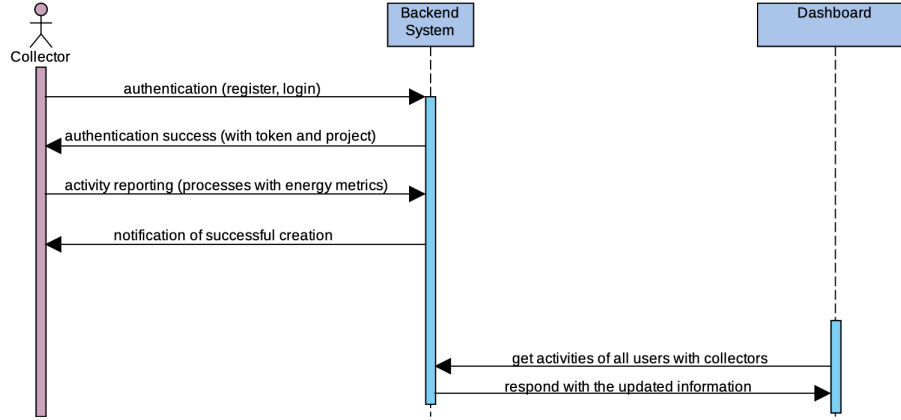 Backend
System
Dashboard
Collector
authentication (register, login)
authentication success (with token and project)
activity reporting (processes with energy metrics)
notification of successful creation
get activities of all users with collectors
respond with the updated information